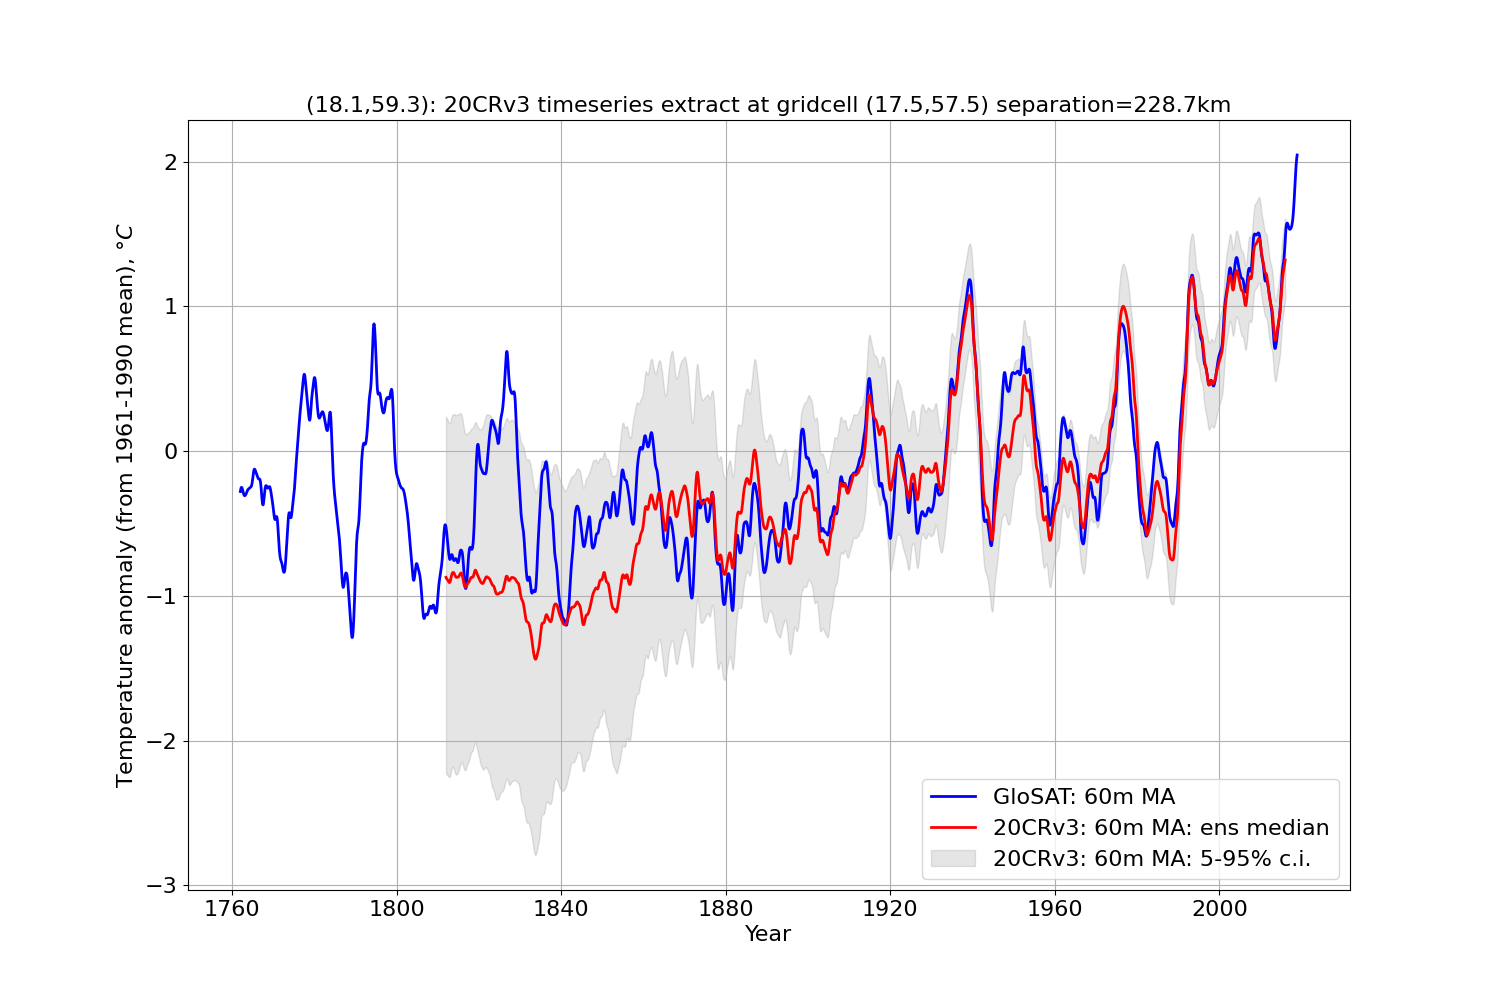 (18.1,59.3): 20CRv3 timeseries extract at gridcell (17.5,57.5) separation=228.7km
Temperature anomaly (from 1961-1990 mean), °C
2
1
0
−1
−2
−3
GloSAT: 60m MA
20CRv3: 60m MA: ens median
20CRv3: 60m MA: 5-95% c.i.
1760 1800 1840 1880 1920 1960 2000
Year